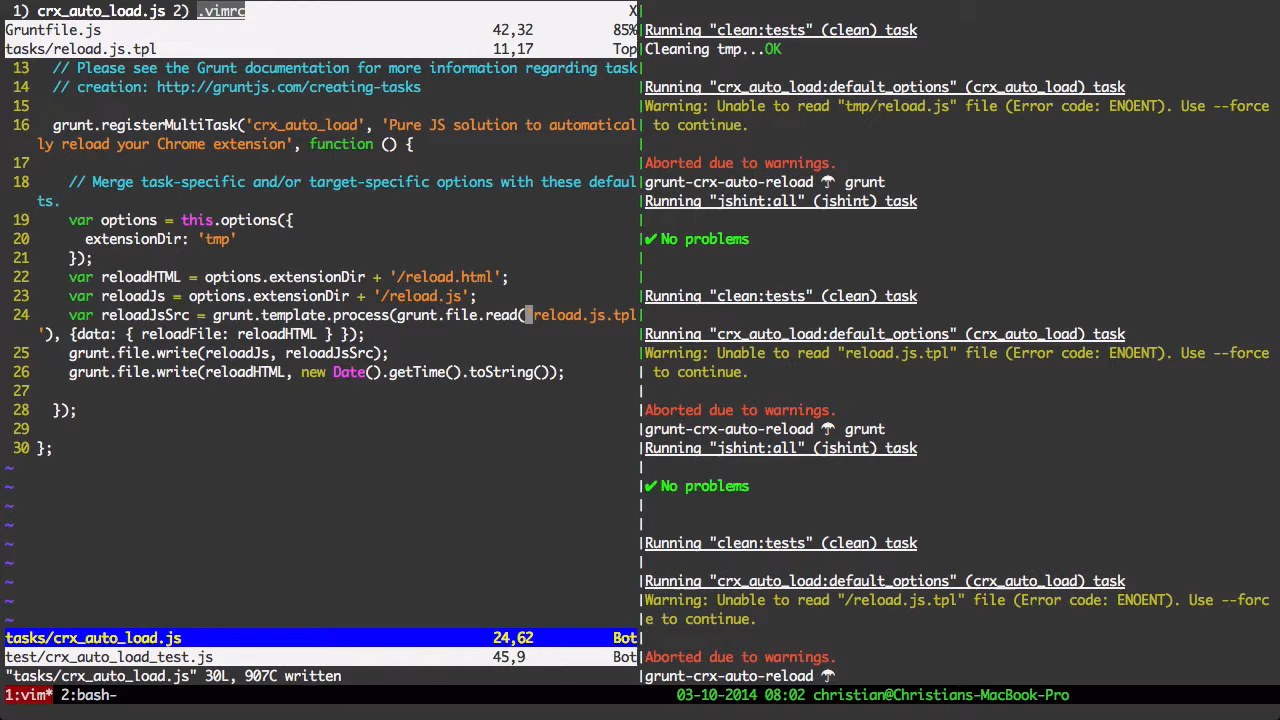 1) crx_auto_load.js 2) .vimrc X
Gruntfile.js 42,32 85%
tasks/reload.js.tpl 11,17 Top
13 // Please see the Grunt documentation for more information regarding task
14 // creation: http://gruntjs.com/creating-tasks
15
16 grunt.registerMultiTask('crx_auto_load', 'Pure JS solution to automatical
ly reload your Chrome extension', function () {
17
18 // Merge task-specific and/or target-specific options with these defaul
ts.
19 var options = this.options({
20 extensionDir: 'tmp'
21 });
22 var reloadHTML = options.extensionDir + '/reload.html';
23 var reloadJs = options.extensionDir + '/reload.js';
24 var reloadJsSrc = grunt.template.process(grunt.file.read('reload.js.tpl
'), {data: { reloadFile: reloadHTML } });
25 grunt.file.write(reloadJs, reloadJsSrc);
26 grunt.file.write(reloadHTML, new Date().getTime().toString());
27
28 });
29
30 };
~
~
~
~
~
~
~
~
~
tasks/crx_auto_load.js 24,62 Bot
test/crx_auto_load_test.js 45,9 Bot
"tasks/crx_auto_load.js" 30L, 907C written
Running "clean:tests" (clean) task
Cleaning tmp...OK
Running "crx_auto_load:default_options" (crx_auto_load) task
Warning: Unable to read "tmp/reload.js" file (Error code: ENOENT). Use --force
to continue.
Aborted due to warnings.
grunt-crx-auto-reload ☂ grunt
Running "jshint:all" (jshint) task
✔ No problems
Running "clean:tests" (clean) task
Running "crx_auto_load:default_options" (crx_auto_load) task
Warning: Unable to read "reload.js.tpl" file (Error code: ENOENT). Use --force
to continue.
Aborted due to warnings.
grunt-crx-auto-reload ☂ grunt
Running "jshint:all" (jshint) task
✔ No problems
Running "clean:tests" (clean) task
Running "crx_auto_load:default_options" (crx_auto_load) task
Warning: Unable to read "/reload.js.tpl" file (Error code: ENOENT). Use --forc
e to continue.
Aborted due to warnings.
grunt-crx-auto-reload ☂
1:vim* 2:bash- 03-10-2014 08:02 christian@Christians-MacBook-Pro